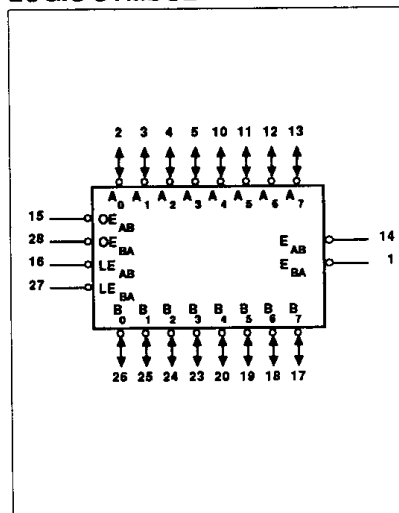 2 3 4 5 10 11 12 13
A0 A1 A2 A3 A4 A5 A6 A7
15 OEAB
28 OEBA EAB 14
16 LEAB EBA 1
27 LEBA
B0 B1 B2 B3 B4 B5 B6 B7
26 25 24 23 20 19 18 17